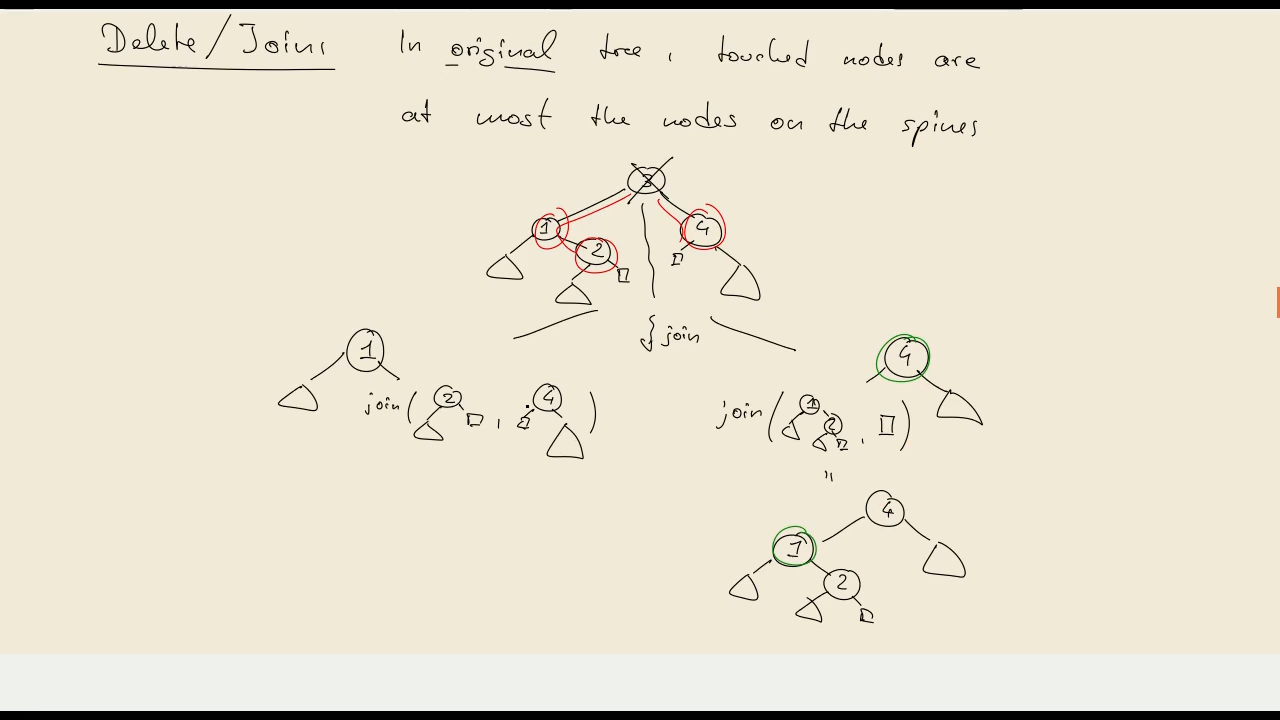 Delete/Join: In original tree, touched nodes are
at most the nodes on the spines
3
1 4
2
join
1 4
join( 2 , 4 ) join( 1 2 , )
"
4
1
2